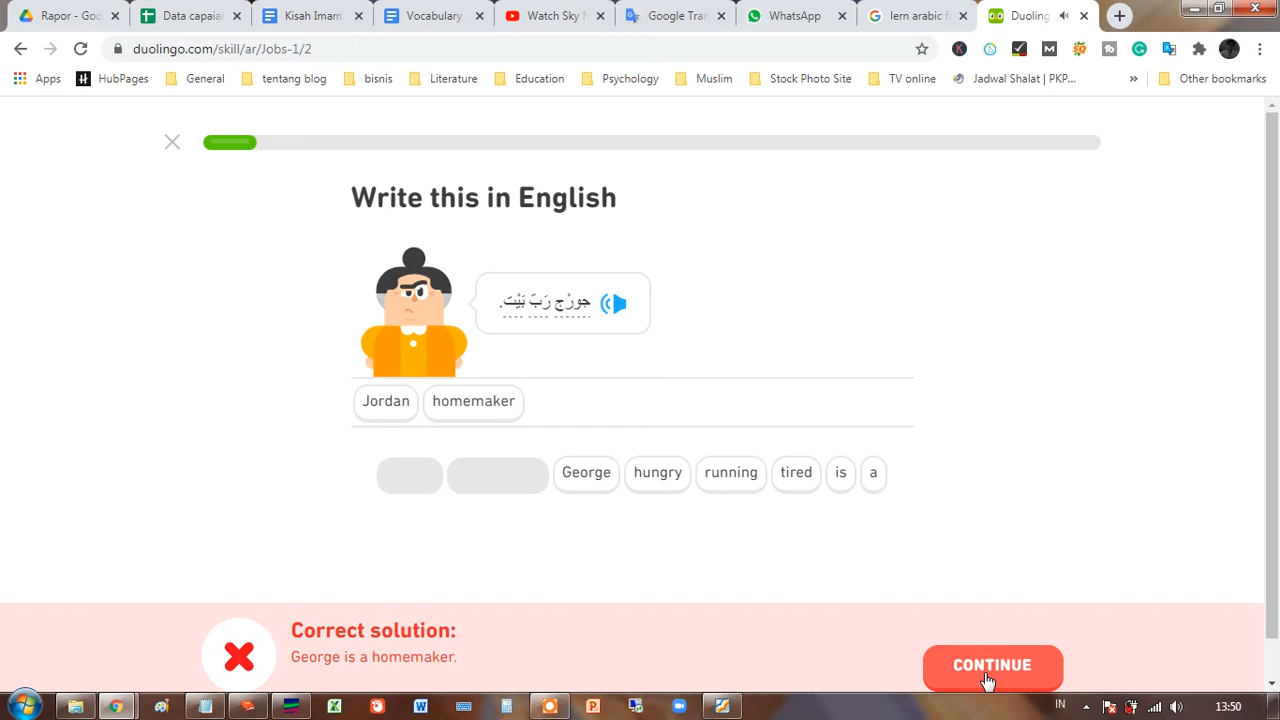 Rapor - Goo
Data capaia
Kisah Imam
Vocabulary
Watch Sky
Google Tra
WhatsApp
lern arabic f
Duoling
duolingo.com/skill/ar/Jobs-1/2
Apps
HubPages
General
tentang blog
bisnis
Literature
Education
Psychology
Muslim
Stock Photo Site
TV online
Jadwal Shalat | PKP...
»
Other bookmarks
Write this in English
جورْج رَبّ بَيْت.
Jordan homemaker
George hungry running tired is a
Correct solution:
George is a homemaker.
CONTINUE
IN
13:50